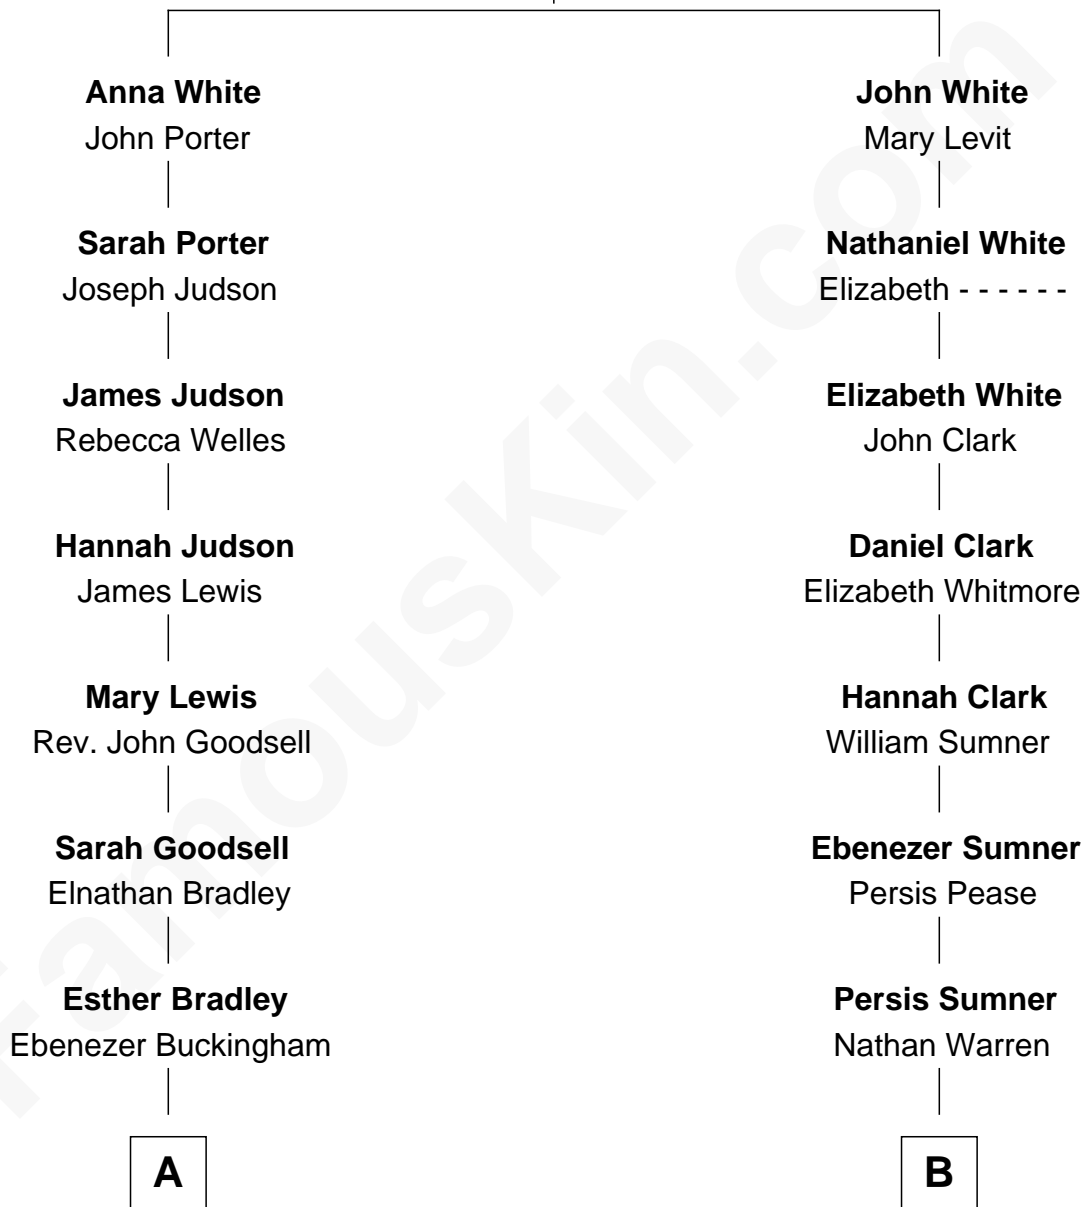 Anna White
John Porter
Sarah Porter
Joseph Judson
James Judson
Rebecca Welles
Hannah Judson
James Lewis
Mary Lewis
Rev. John Goodsell
Sarah Goodsell
Elnathan Bradley
Esther Bradley
Ebenezer Buckingham
A
John White
Mary Levit
Nathaniel White
Elizabeth - - - - - -
Elizabeth White
John Clark
Daniel Clark
Elizabeth Whitmore
Hannah Clark
William Sumner
Ebenezer Sumner
Persis Pease
Persis Sumner
Nathan Warren
B
FamousKin.com